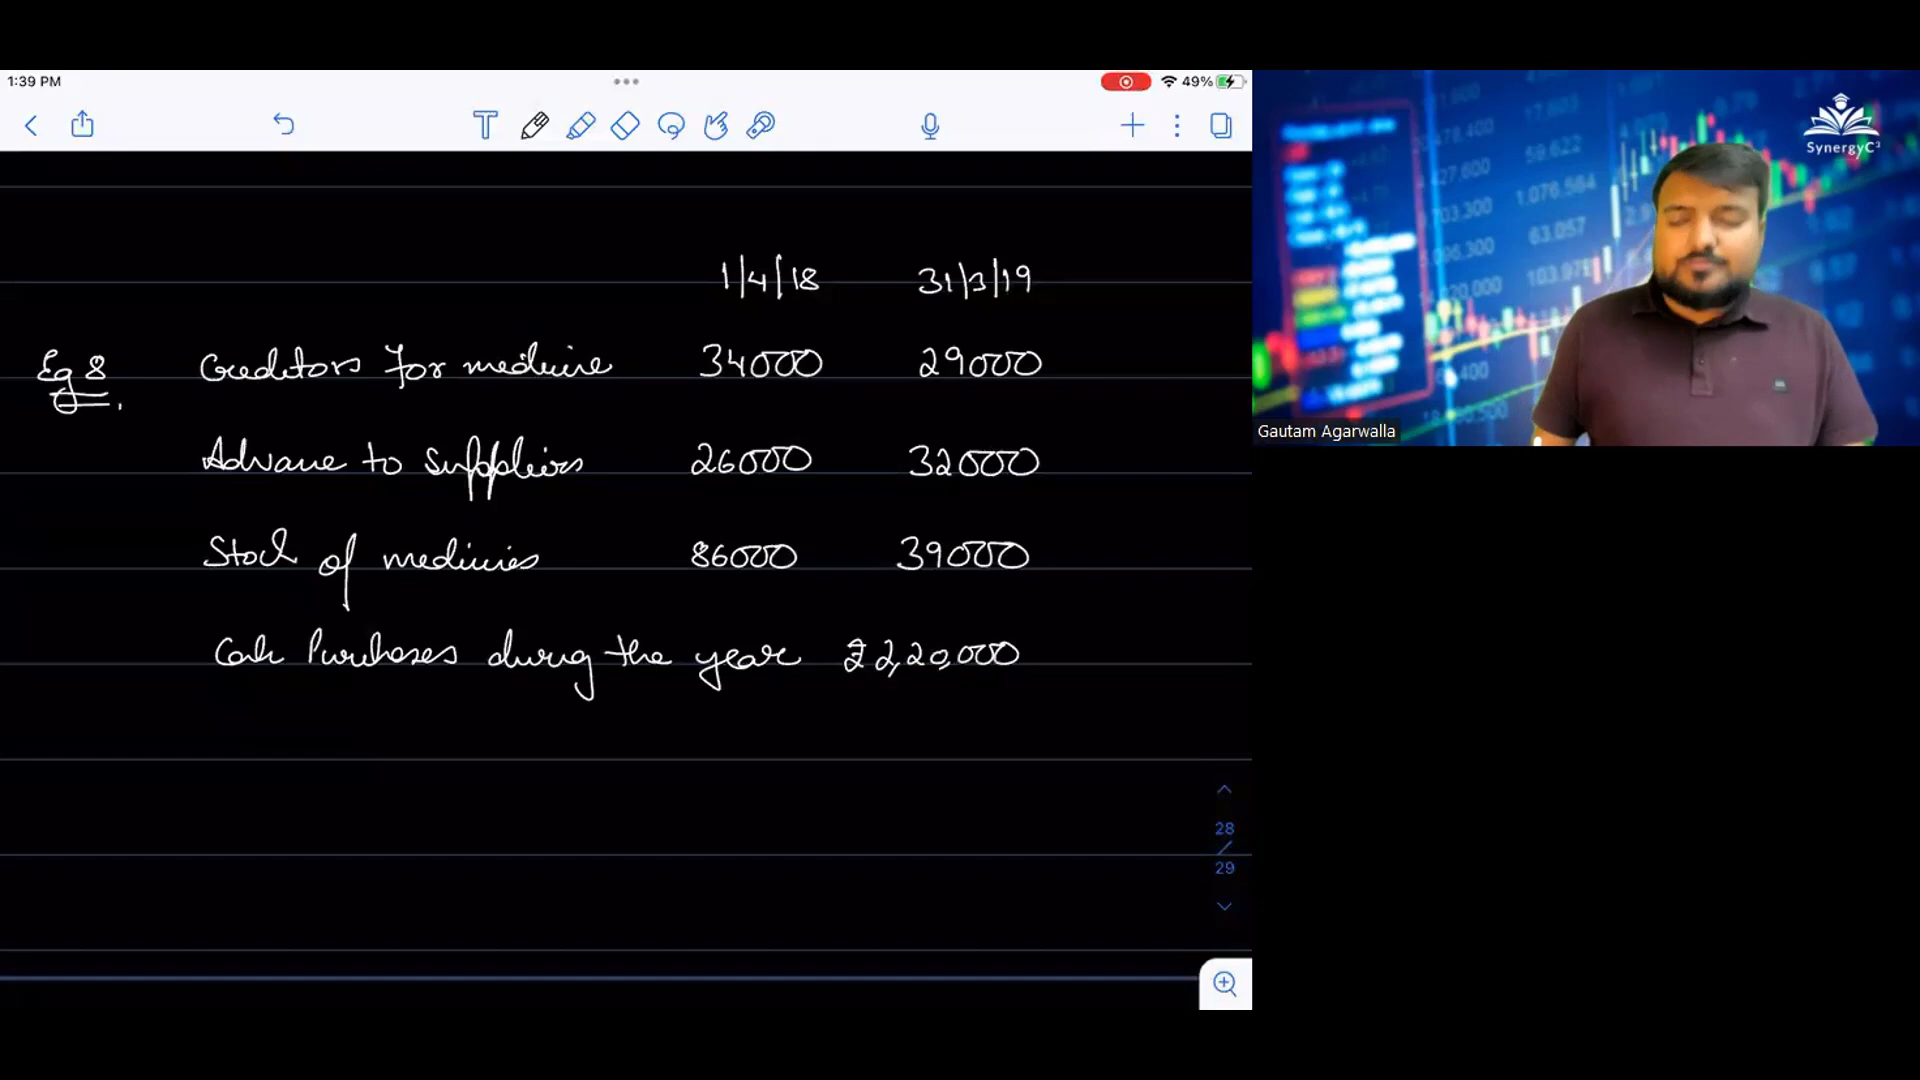 1:39 PM
49%
SynergyC³
1/4/18 31/3/19
Eg 8. Creditors for medicine 34000 29000
Gautam Agarwalla
Advance to suppliers 26000 32000
Stock of medicines 86000 39000
Cash Purchases during the year ₹2,20,000
28
/
29